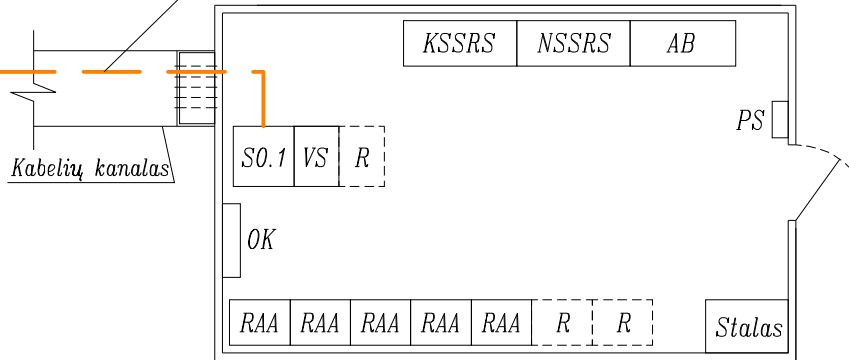 KSSRS NSSRS AB
PS
S0.1 VS R
Kabelių kanalas
OK
RAA RAA RAA RAA RAA R R Stalas